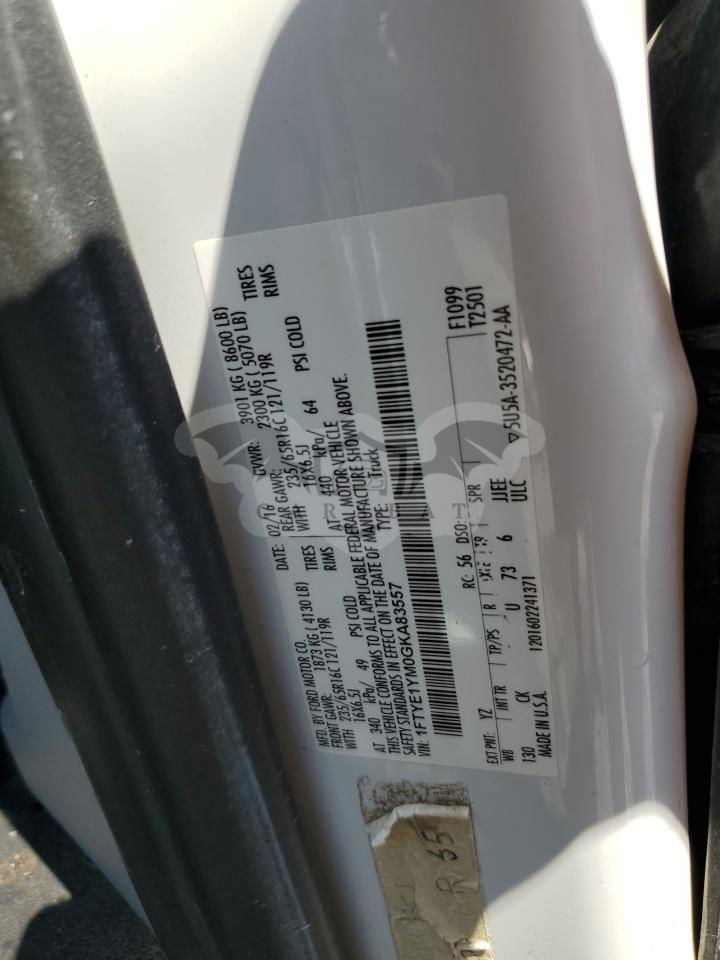 MFD. BY FORD MOTOR CO. DATE: 02/16 GVWR: 3901 KG ( 8600 LB)
FRONT GAWR: 1873 KG ( 4130 LB) REAR GAWR: 2300 KG ( 5070 LB)
235/65R16C 121/119R TIRES 235/65R16C 121/119R TIRES
WITH 16X6.5J RIMS WITH 16X6.5J RIMS
AT 340 kPa/ 49 PSI COLD AT 440 kPa/ 64 PSI COLD
THIS VEHICLE CONFORMS TO ALL APPLICABLE FEDERAL MOTOR VEHICLE
SAFETY STANDARDS IN EFFECT ON THE DATE OF MANUFACTURE SHOWN ABOVE.
VIN: 1FTYE1YM0GKA83557 TYPE: Truck
F1099
T2501
EXT PNT: YZ RC: 56 DSO:
WB INT TR TP/PS R AXLE TR SPR
130 CK U 73 6 JJEE
MADE IN U.S.A. 1201602241371 ULC
▽5U5A-3520472-AA
R 65